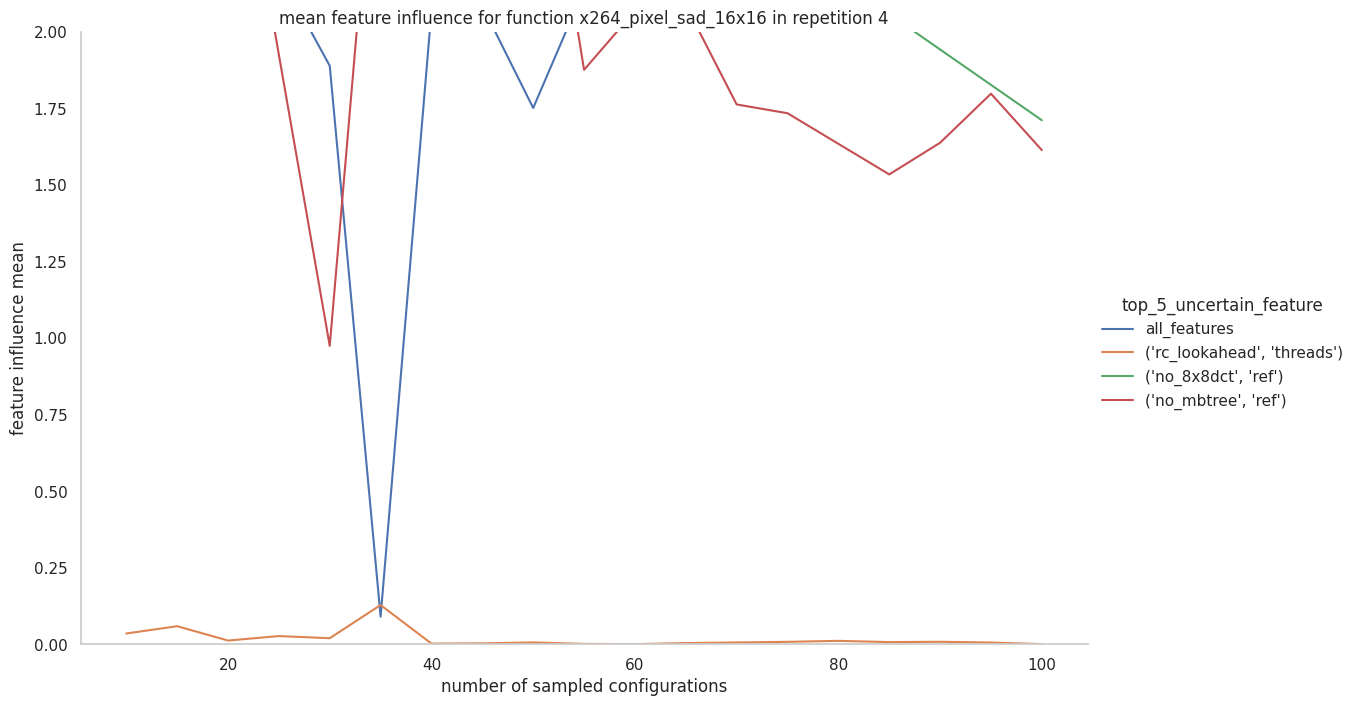 mean feature influence for function x264_pixel_sad_16x16 in repetition 4
2.00
1.75
1.50
1.25
1.00
0.75
0.50
0.25
0.00
feature influence mean
20
40
60
80
100
number of sampled configurations
top_5_uncertain_feature
all_features
('rc_lookahead', 'threads')
('no_8x8dct', 'ref')
('no_mbtree', 'ref')